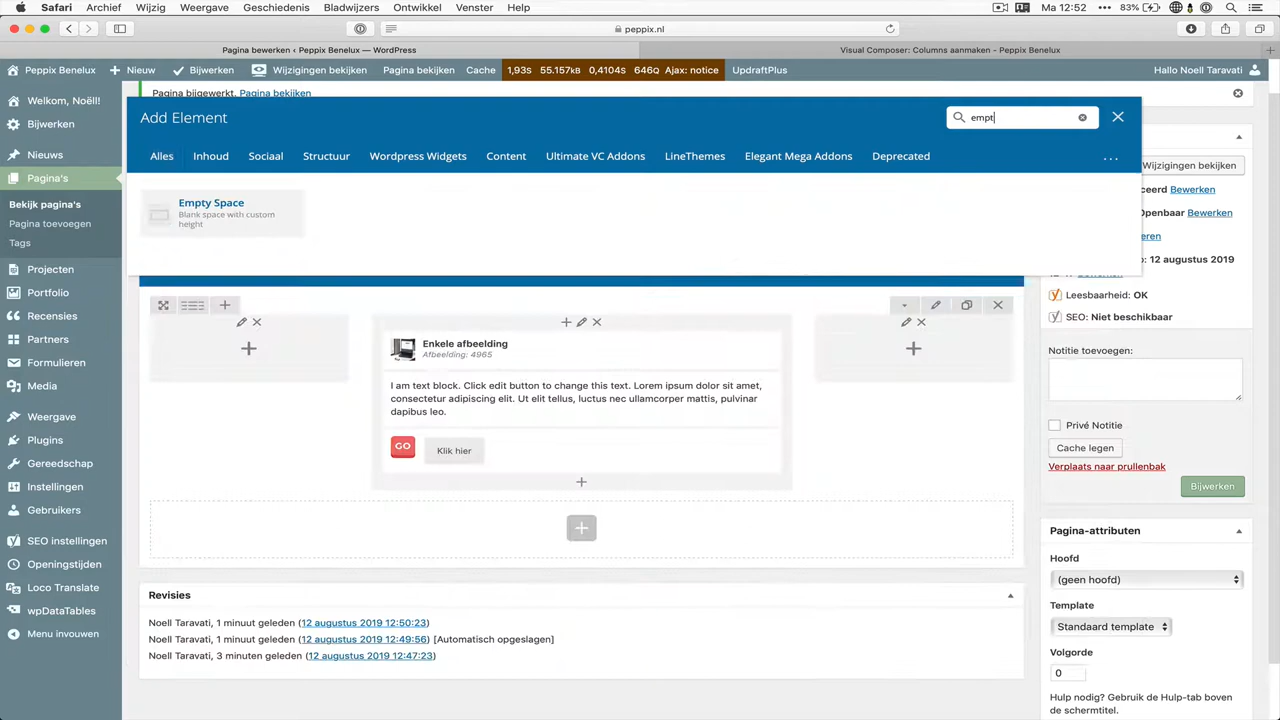 Safari Archief Wijzig Weergave Geschiedenis Bladwijzers Ontwikkel Venster Help
Ma 12:52 83%
peppix.nl
Pagina bewerken ‹ Peppix Benelux — WordPress
Visual Composer: Columns aanmaken - Peppix Benelux
Peppix Benelux Nieuw Bijwerken Wijzigingen bekijken Pagina bekijken Cache 1,93S 55.157kB 0,4104S 646Q Ajax: notice UpdraftPlus
Hallo Noell Taravati
Welkom, Noëll!
Bijwerken
Nieuws
Pagina's
Bekijk pagina's
Pagina toevoegen
Tags
Projecten
Portfolio
Recensies
Partners
Formulieren
Media
Weergave
Plugins
Gereedschap
Instellingen
Gebruikers
SEO instellingen
Openingstijden
Loco Translate
wpDataTables
Menu invouwen
Pagina bijgewerkt. Pagina bekijken
Add Element
empt
Alles Inhoud Sociaal Structuur Wordpress Widgets Content Ultimate VC Addons LineThemes Elegant Mega Addons Deprecated ...
Empty Space
Blank space with custom
height
Enkele afbeelding
Afbeelding: 4965
I am text block. Click edit button to change this text. Lorem ipsum dolor sit amet,
consectetur adipiscing elit. Ut elit tellus, luctus nec ullamcorper mattis, pulvinar
dapibus leo.
GO
Klik hier
Revisies
Noell Taravati, 1 minuut geleden (12 augustus 2019 12:50:23)
Noell Taravati, 1 minuut geleden (12 augustus 2019 12:49:56) [Automatisch opgeslagen]
Noell Taravati, 3 minuten geleden (12 augustus 2019 12:47:23)
Wijzigingen bekijken
ceerd Bewerken
Openbaar Bewerken
eren
o: 12 augustus 2019
Leesbaarheid: OK
SEO: Niet beschikbaar
Notitie toevoegen:
Privé Notitie
Cache legen
Verplaats naar prullenbak
Bijwerken
Pagina-attributen
Hoofd
(geen hoofd)
Template
Standaard template
Volgorde
0
Hulp nodig? Gebruik de Hulp-tab boven
de schermtitel.